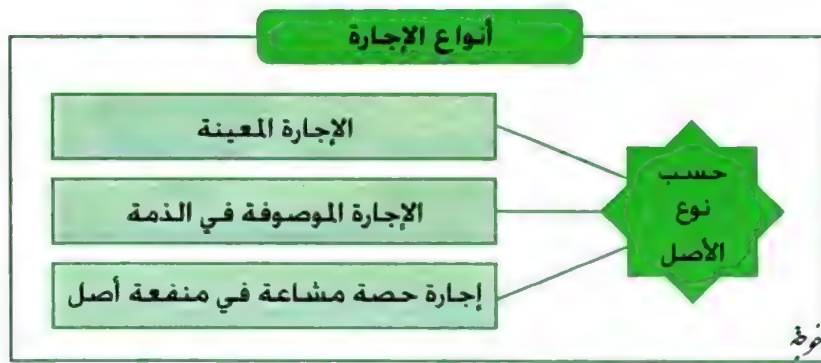 أنواع الإجارة
حسب
نوع
الأصل
الإجارة المعينة
الإجارة الموصوفة في الذمة
إجارة حصة مشاعة في منفعة أصل